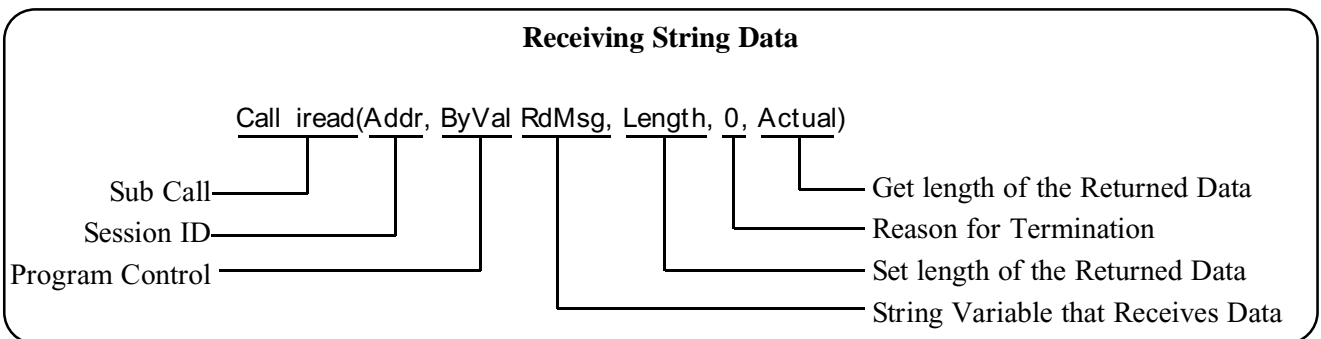 Receiving String Data
Call iread(Addr, ByVal RdMsg, Length, 0, Actual)
Sub Call
Session ID
Program Control
Get length of the Returned Data
Reason for Termination
Set length of the Returned Data
String Variable that Receives Data